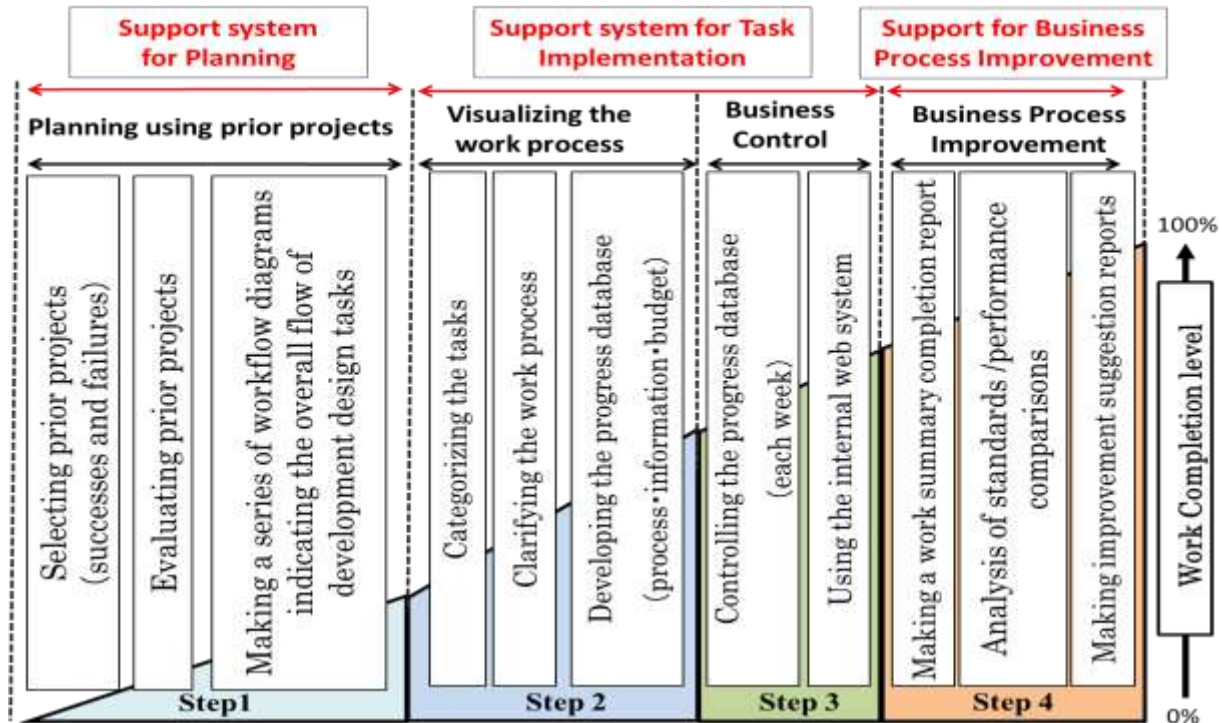 Support system
for Planning
Support system for Task
Implementation
Support for Business
Process Improvement
Planning using prior projects
Visualizing the
work process
Business
Control
Business Process
Improvement
Selecting prior projects
(successes and failures)
Evaluating prior projects
Making a series of workflow diagrams
indicating the overall flow of
development design tasks
Categorizing the tasks
Clarifying the work process
Developing the progress database
(process・information・budget)
Controlling the progress database
(each week)
Using the internal web system
Making a work summary completion report
Analysis of standards /performance
comparisons
Making improvement suggestion reports
100%
Work Completion level
0%
Step1
Step 2
Step 3
Step 4